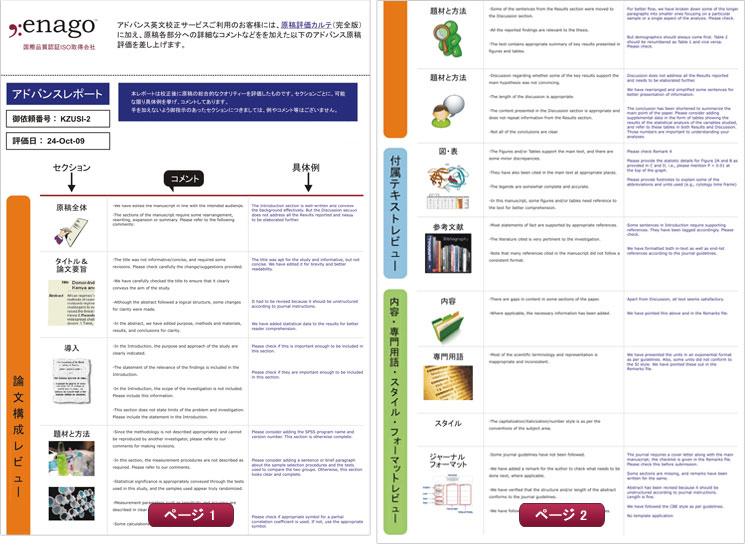 enago
国際品質認証ISO取得会社
アドバンス英文校正サービスご利用のお客様には、原稿評価カルテ(完全版)
に加え、原稿各部分への詳細なコメントなどをを加えた以下のアドバンス原稿
評価を差し上げます。
アドバンスレポート
御依頼番号: KZUSI-2
評価日: 24-Oct-09
本レポートは校正後に原稿の総合的なクオリティーを評価したものです。セクションごとに、可能
な限り具体例を挙げ、コメントしてあります。
手を加えないよう御指示のあったセクションにつきましては、例やコメント等はございません。
セクション
コメント
具体例
論文構成レビュー
原稿全体
-We have edited the manuscript in line with the intended audience.
-The sections of the manuscript require some rearrangement,
rewriting, expansion or summary. Please refer to the following
comments:
The Introduction section is well-written and conveys
the background effectively. But the Discussion section
does not address all the Results reported and needs
to be elaborated further.
タイトル&
論文要旨
-The title was not informative/concise, and required some
revisions. Please check carefully the change/suggestions provided.
-We have carefully checked the title to ensure that it clearly
conveys the aim of the study.
-Although the abstract followed a logical structure, some changes
for clarity were made.
-In the abstract, we have edited purpose, methods and materials,
results, and conclusions for clarity.
The title was apt for the study and informative, but not
concise. We have edited it for brevity and better
readability.
It had to be revised because it should be unstructured
according to journal instructions.
We have added statistical data to the results for better
reader comprehension.
導入
-In the Introduction, the purpose and approach of the study are
clearly indicated.
-The statement of the relevance of the findings is included in the
Introduction.
-In the Introduction, the scope of the investigation is not included.
Please include this information.
-This section does not state limits of the problem and investigation.
Please include the statement in the Introduction.
Please check if this is important enough to be included in
this section.
Please check if they are important enough to be included
in this section.
題材と方法
-Since the methodology is not described appropriately and cannot
be reproduced by another investigator, please refer to our
comments for making revisions.
-In this section, the measurement procedures are not described as
required. Please refer to our comments.
-Statistical significance is appropriately conveyed through the tests
used in this study, and the samples used appear truly randomized.
-Measurement
described in clear
-Some calculations
Please consider adding the SPSS program name and
version number. This section is otherwise complete.
Please consider adding a sentence or brief paragraph
about the sample selection procedures and the tests
used to compare the two groups. Otherwise, this section
looks clear and complete.
Please check if appropriate symbol for a partial
correlation coefficient is used. If not, use the appropriate
symbol.
ページ 1
題材と方法
-Some of the sentences from the Results section were moved to
the Discussion section.
-All the reported findings are relevant to the thesis.
-The text contains appropriate summary of key results presented in
figures and tables.
For better flow, we have broken down some of the longer
paragraphs into smaller ones focusing on a particular
sample or a single aspect of the analysis. Please check.
But demographics should always come first. Table 2
should be renumbered as Table 1 and vice versa.
Please check.
題材と方法
-Discussion regarding whether some of the key results support the
main hypothesis was not convincing.
-The length of the discussion is appropriate.
-The content presented in the Discussion section is appropriate and
does not repeat information from the Results section.
-Not all of the conclusions are clear
Discussion does not address all the Results reported
and needs to be elaborated further.
We have rearranged and simplified some sentences for
better presentation of information.
The conclusion has been shortened to summarize the
main point of the paper. Please consider adding
supplemental data in the form of tables showing the
results of the statistical analysis of the variables studied,
and refer to these tables in both Results and Discussion.
Those numbers are important to understanding your
analyses.
付属テキストレビュー
図・表
-The Figures and/or Tables support the main text, and there are
some minor discrepancies.
-They have also been cited in the main text at appropriate places.
-The legends are somewhat complete and accurate.
-In this manuscript, some figures and/or tables need reference to
the text for better comprehension.
Please check Remark 4
Please provide the statistic details for Figure 2A and B as
provided in C and D, i.e., please mention P < 0.01 at
the top of the graph.
Please provide footnotes to explain some of the
abbreviations and units used (e.g., cytology time frame)
参考文献
-Most statements of fact are supported by appropriate references.
-The literature cited is very pertinent to the investigation.
-Note that many references cited in the manuscript did not follow a
consistent format.
Some sentences in Introduction require supporting
references. They have been tagged accordingly. Please
check.
We have formatted both in-text as well as end-list
references according to the journal guidelines.
内容・専門用語・スタイル・フォーマットレビュー
内容
-There are gaps in content in some sections of the paper.
-Where applicable, the necessary information has been added.
Apart from Discussion, all text seems satisfactory.
We have pointed this above and in the Remarks file.
専門用語
-Most of the scientific terminology and representation is
inappropriate and inconsistent.
We have presented the units in an exponential format
as per guidelines. Also, some units did not conform to
the SI style. We have pointed these out in the
Remarks file.
スタイル
-The capitalization/italicization/number style is as per the
conventions of the subject area.
ジャーナル
フォーマット
-Some journal guidelines have not been followed.
-We have added a remark for the author to check what needs to be
done next, where applicable.
-We have verified that the structure and/or length of the abstract
conforms to the journal guidelines.
-We have
The journal requires a cover letter along with the main
manuscript; the checklist is given in the Remarks file.
Please check this before submission.
Some sections are missing, and remarks have been
written for the same.
Abstract has been revised because it should be
unstructured according to journal instructions.
Length is fine.
We have followed the CBE style as per guidelines.
No template application
ページ 2